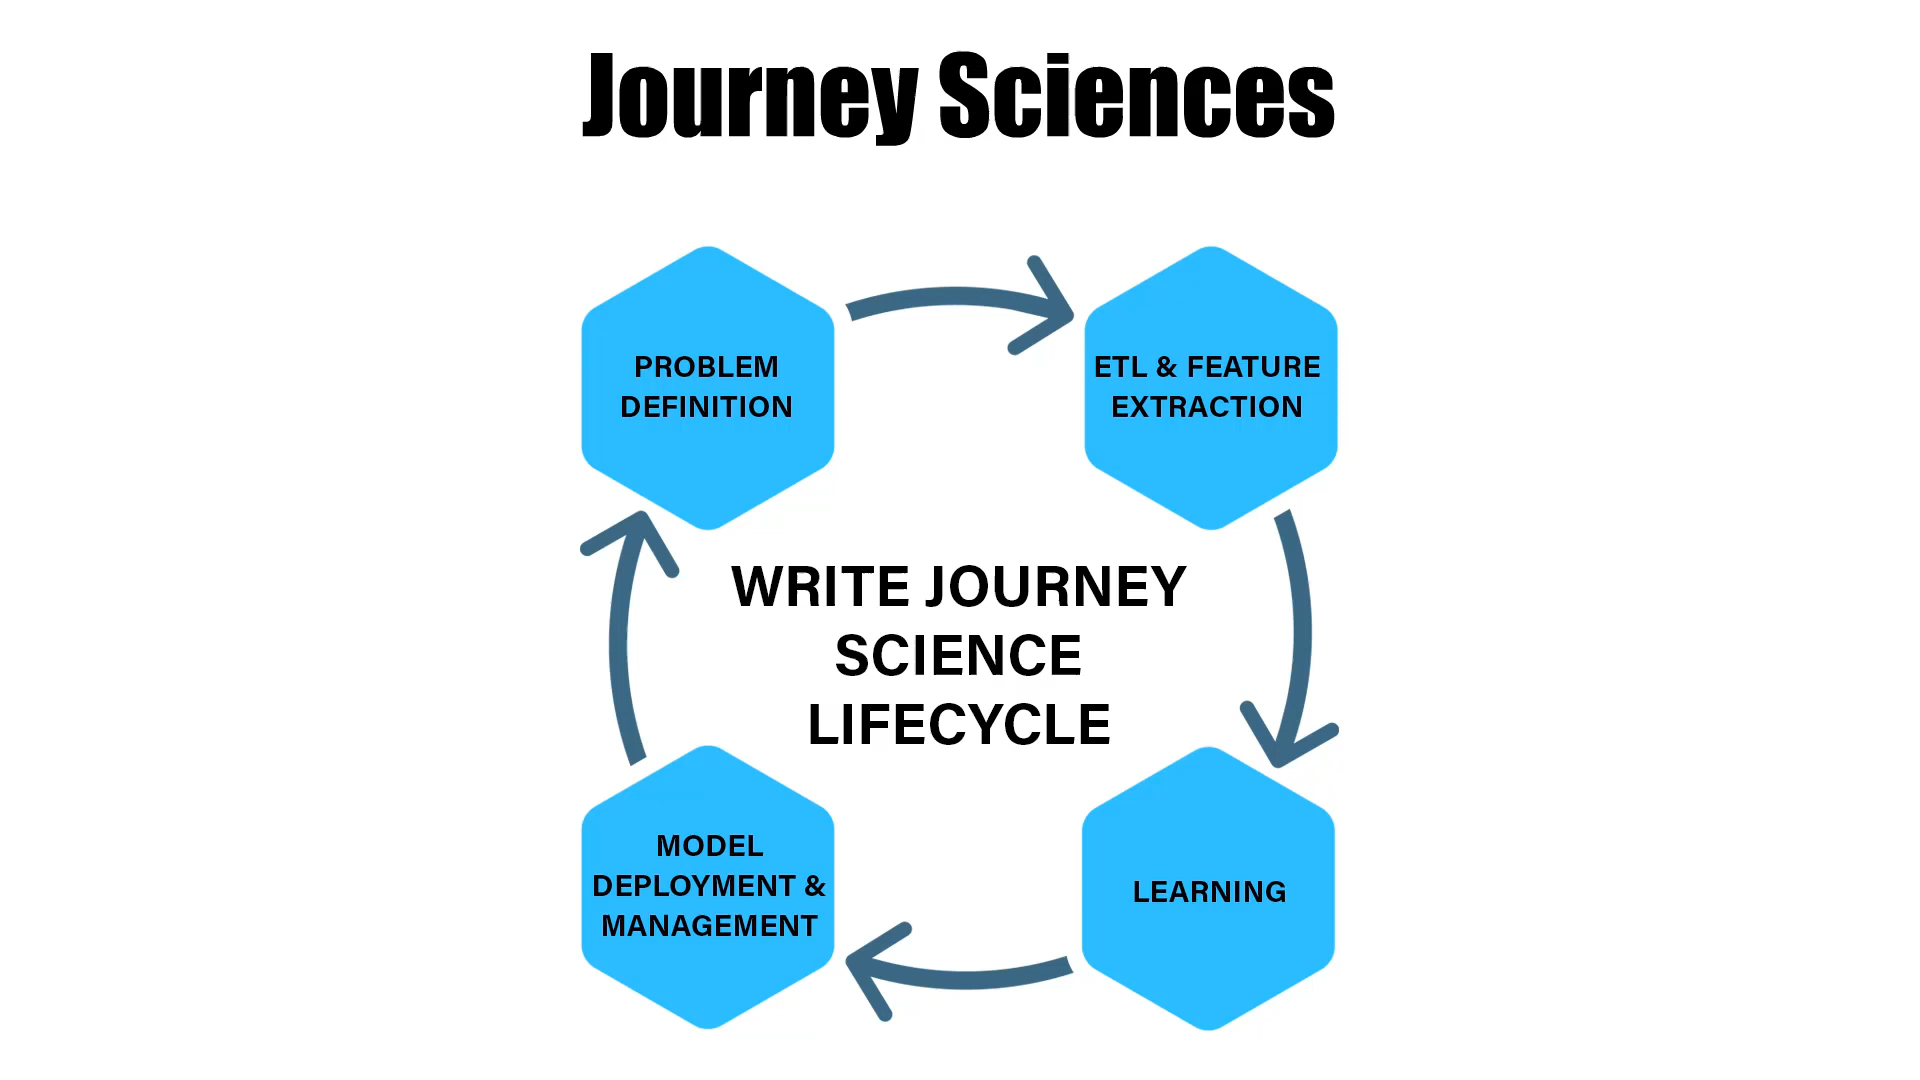 Journey Sciences
PROBLEM
DEFINITION
ETL & FEATURE
EXTRACTION
WRITE JOURNEY
SCIENCE
LIFECYCLE
MODEL
DEPLOYMENT &
MANAGEMENT
LEARNING